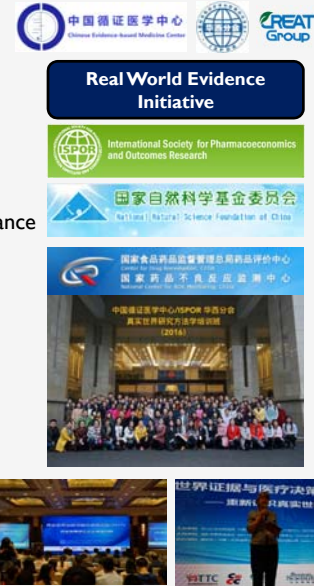 中国循证医学中心
Chinese Evidence-based Medicine Center
CREAT
Group
Real World Evidence
Initiative
ISPOR
International Society for Pharmacoeconomics
and Outcomes Research
国家自然科学基金委员会
National Natural Science Foundation of China
ance
国家食品药品监督管理总局药品评价中心
Center for Drug Reevaluation, CFDA
国家药品不良反应监测中心
National Center for ADR Monitoring, China
中国循证医学中心/ISPOR 华西分会
真实世界研究方法学培训班
(2016)
世界证据与医疗决策